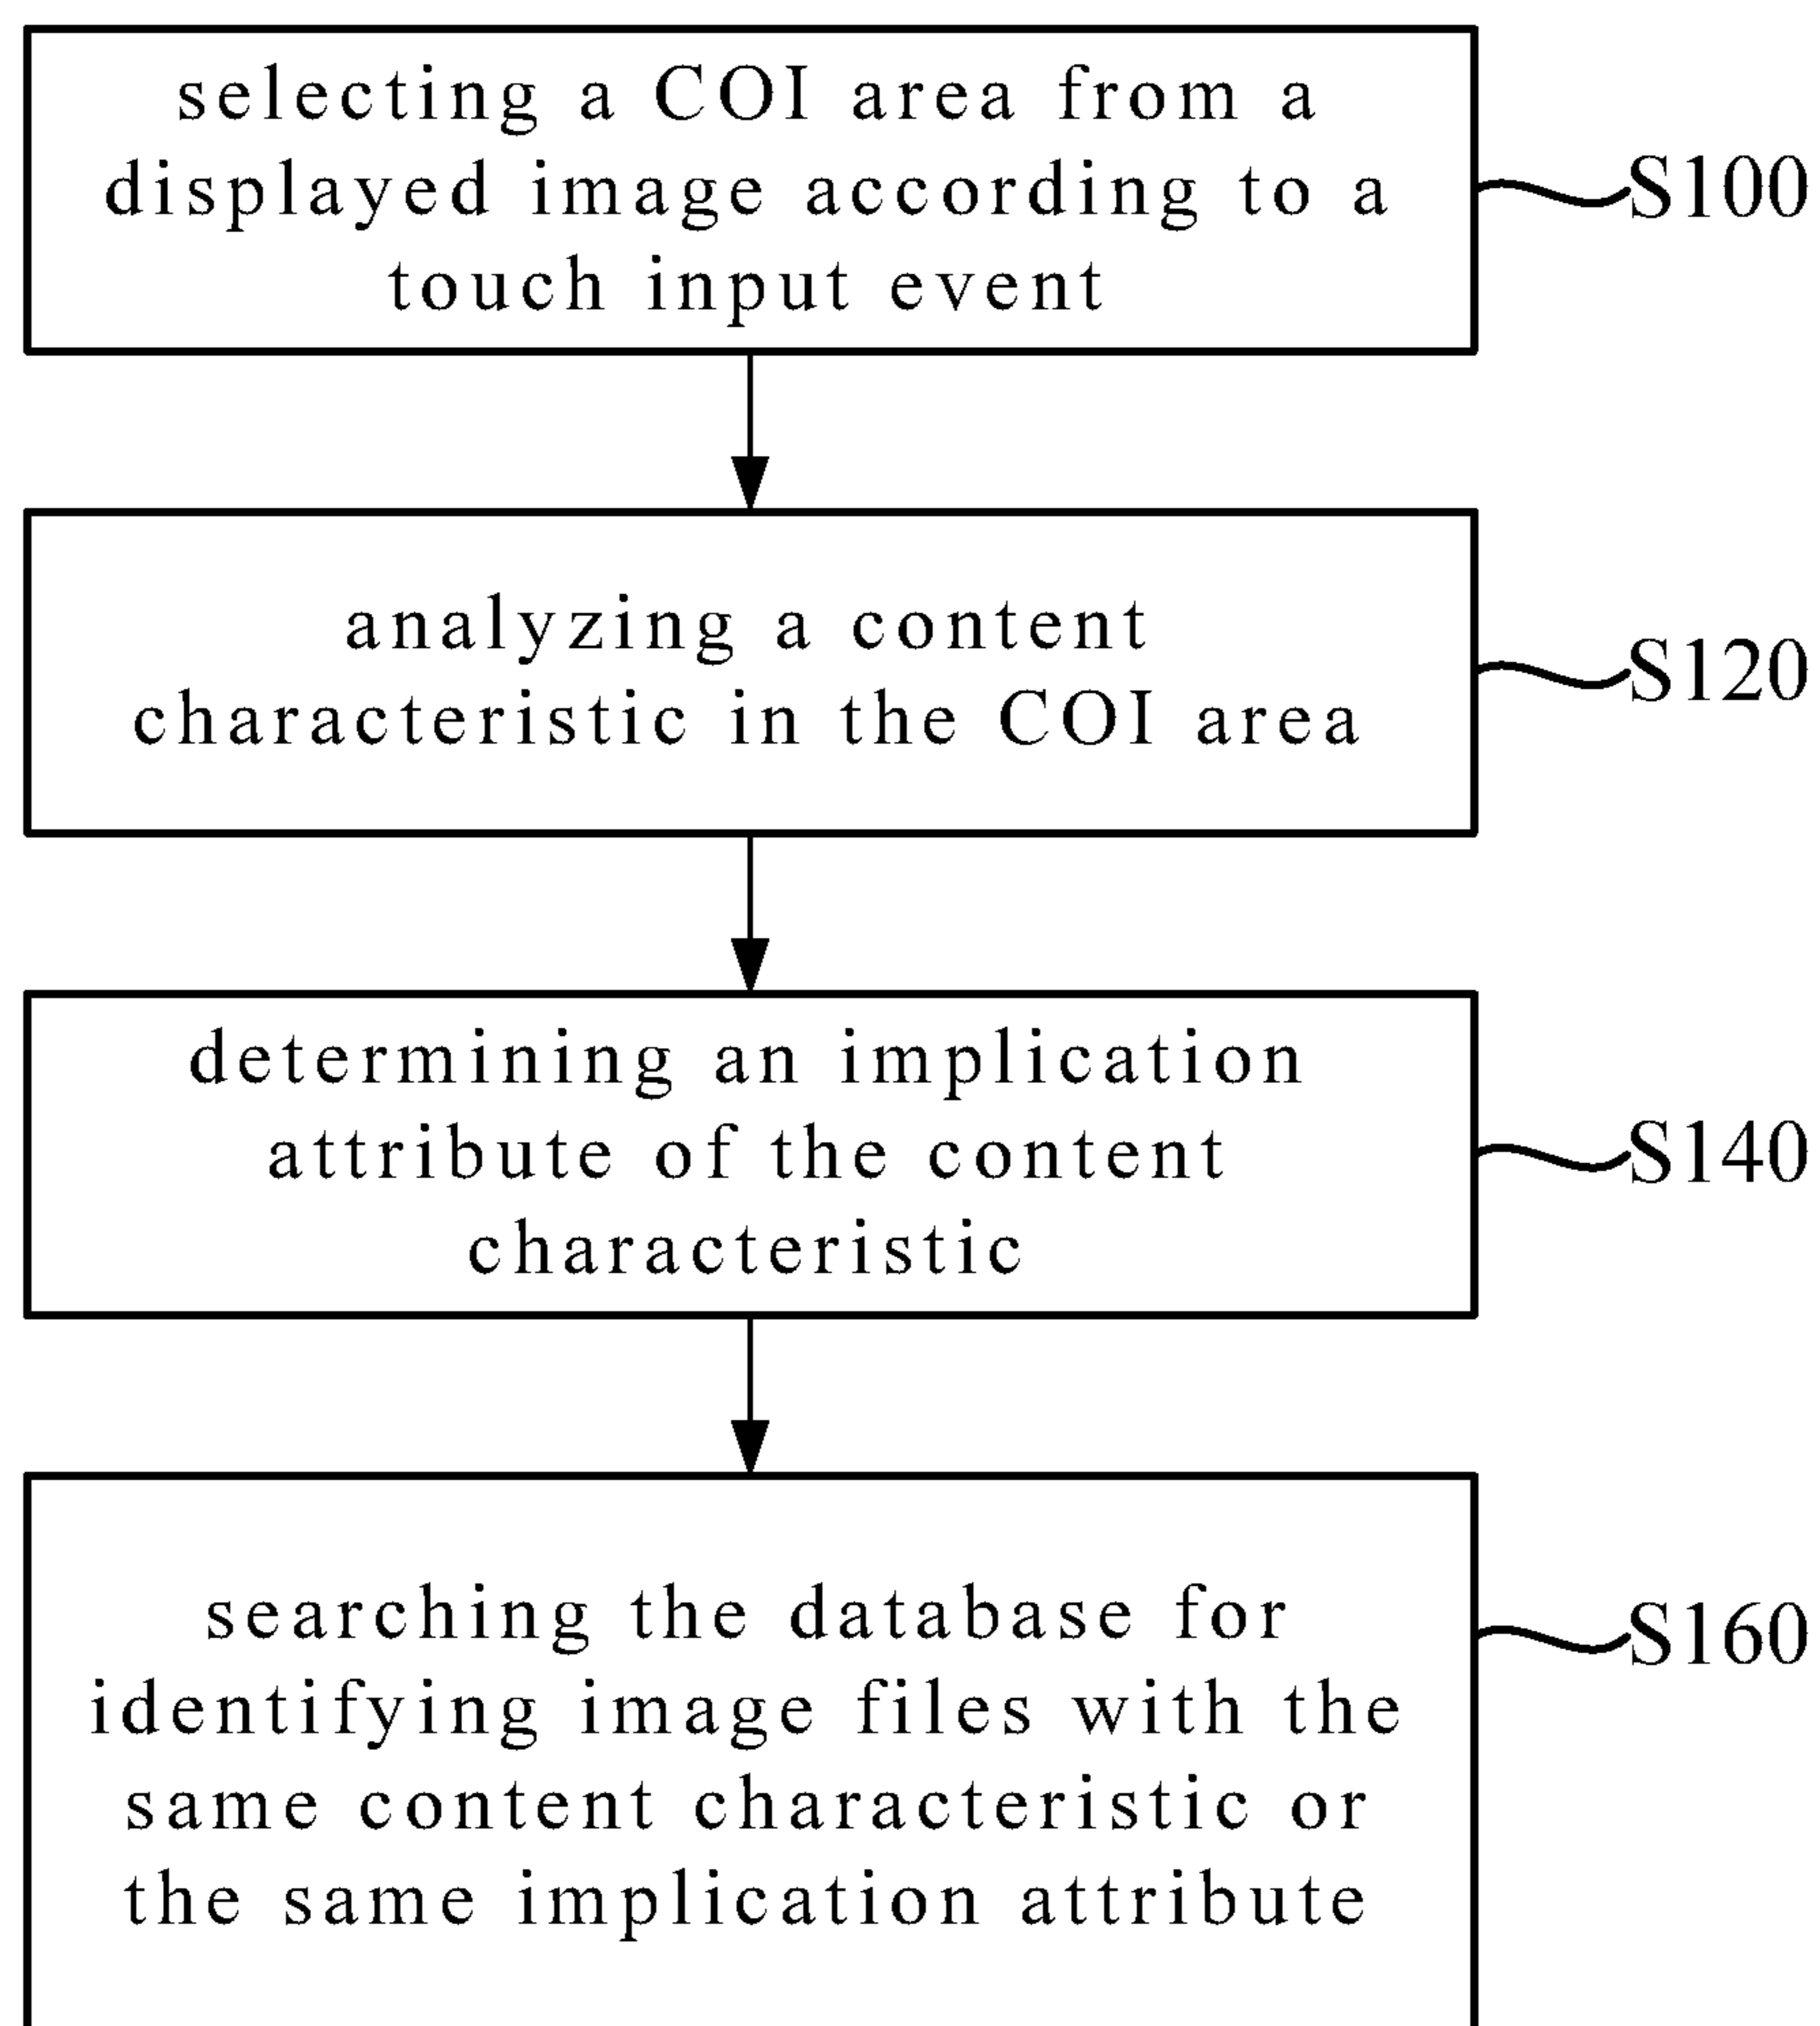 selecting a COI area from a
displayed image according to a
touch input event
S100
analyzing a content
characteristic in the COI area
S120
determining an implication
attribute of the content
characteristic
S140
searching the database for
identifying image files with the
same content characteristic or
the same implication attribute
S160